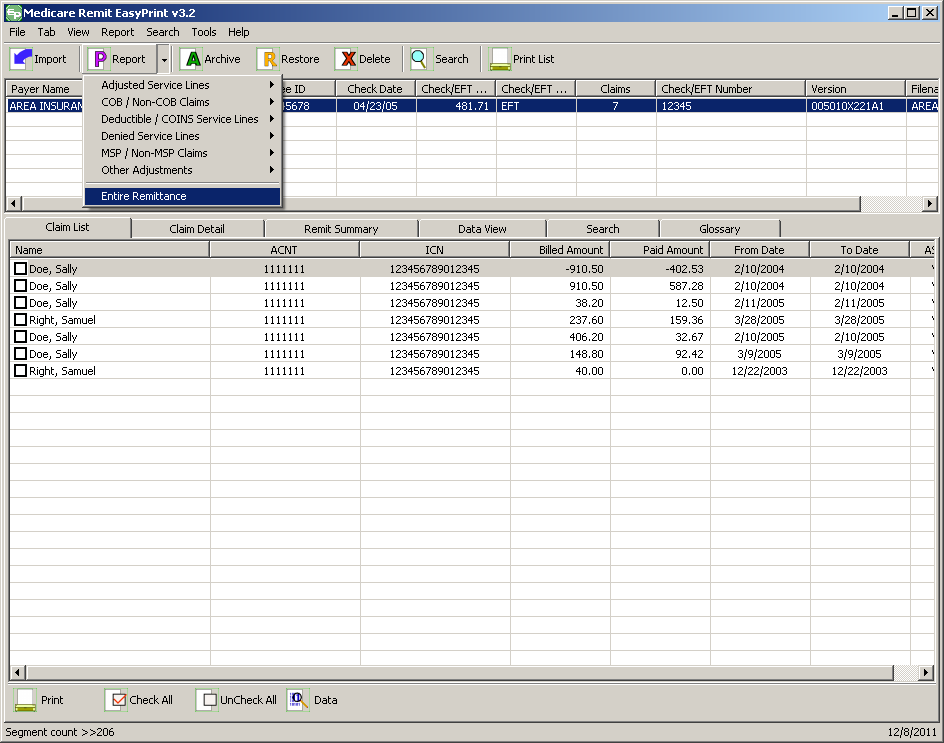 Medicare Remit EasyPrint v3.2
File Tab View Report Search Tools Help
Import Report Archive Restore Delete Search Print List
Payer Name ee ID Check Date Check/EFT ... Check/EFT ... Claims Check/EFT Number Version Filena
AREA INSURAN 5678 04/23/05 481.71 EFT 7 12345 005010X221A1 AREA
Adjusted Service Lines
COB / Non-COB Claims
Deductible / COINS Service Lines
Denied Service Lines
MSP / Non-MSP Claims
Other Adjustments
Entire Remittance
Claim List Claim Detail Remit Summary Data View Search Glossary
Name ACNT ICN Billed Amount Paid Amount From Date To Date AS
Doe, Sally 1111111 123456789012345 -910.50 -402.53 2/10/2004 2/10/2004
Doe, Sally 1111111 123456789012345 910.50 587.28 2/10/2004 2/10/2004
Doe, Sally 1111111 123456789012345 38.20 12.50 2/11/2005 2/11/2005
Right, Samuel 1111111 123456789012345 237.60 159.36 3/28/2005 3/28/2005
Doe, Sally 1111111 123456789012345 406.20 32.67 2/10/2005 2/10/2005
Doe, Sally 1111111 123456789012345 148.80 92.42 3/9/2005 3/9/2005
Right, Samuel 1111111 123456789012345 40.00 0.00 12/22/2003 12/22/2003
Print Check All UnCheck All Data
Segment count >>206 12/8/2011